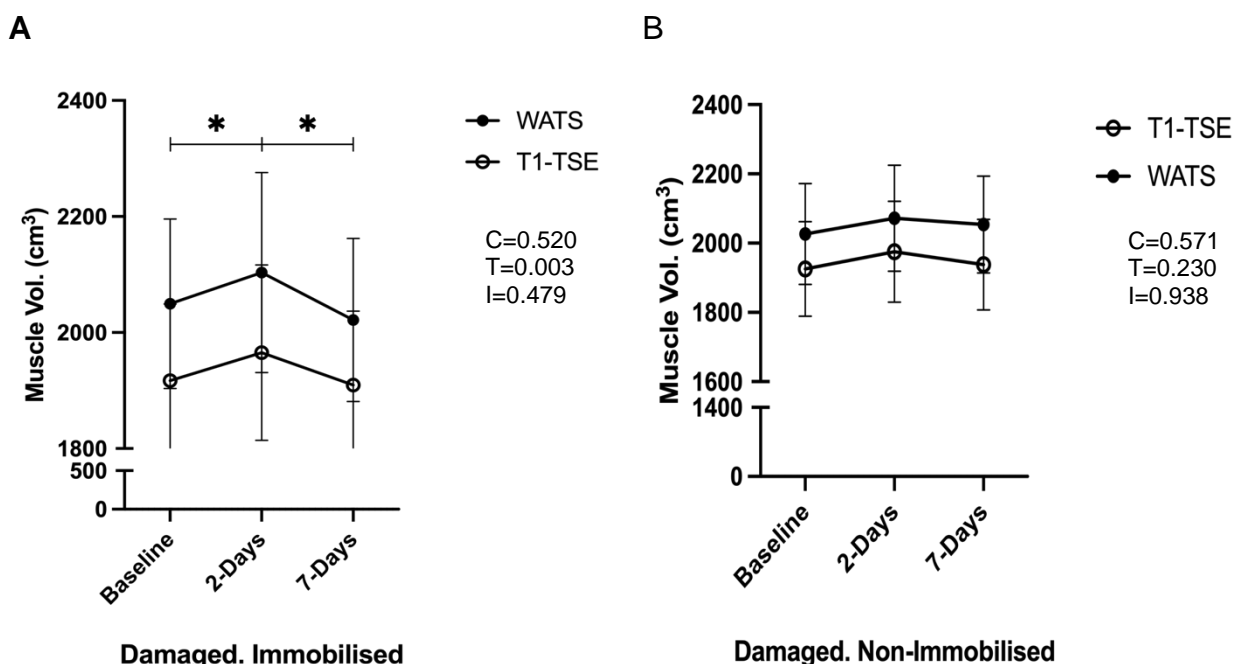 A
2400
2200
2000
1800
500
0
Muscle Vol. (cm³)
* *
WATS
T1-TSE
C=0.520
T=0.003
I=0.479
Baseline
2-Days
7-Days
Damaged. Immobilised
B
2400
2200
2000
1800
1600
1400
0
Muscle Vol. (cm³)
T1-TSE
WATS
C=0.571
T=0.230
I=0.938
Baseline
2-Days
7-Days
Damaged. Non-Immobilised